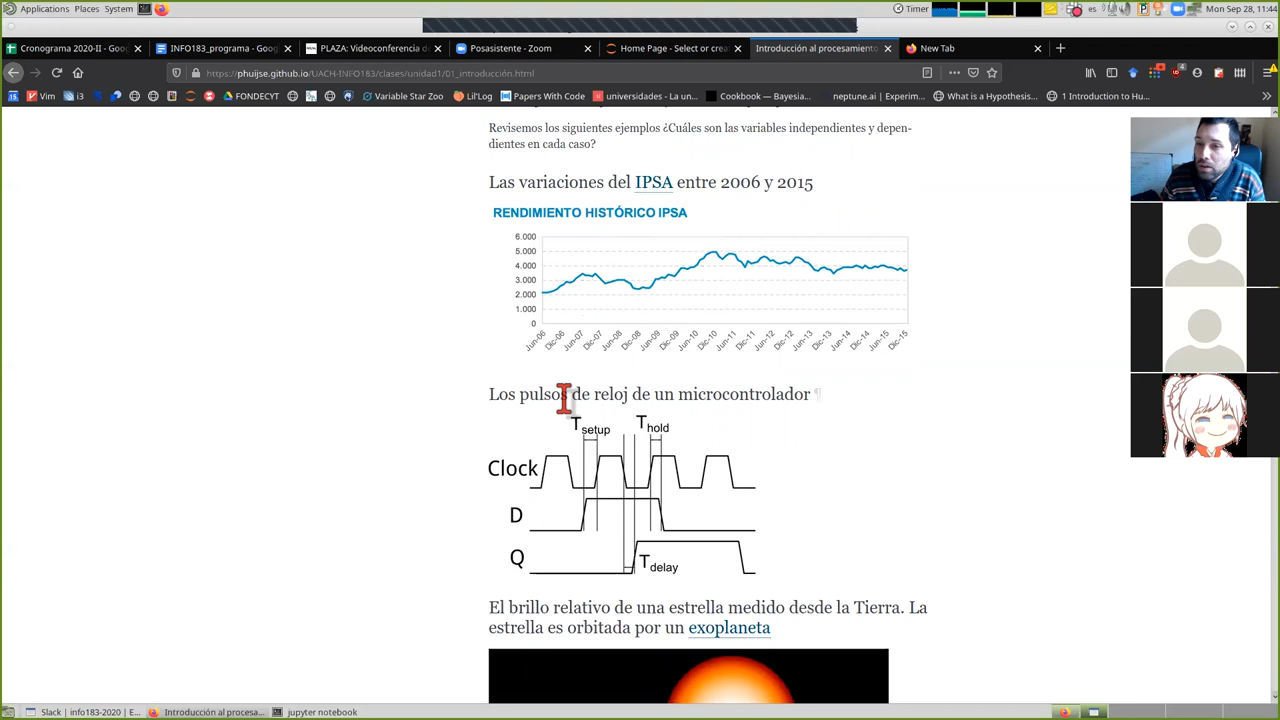 Applications Places System
Timer
es
Mon Sep 28, 11:44
Cronograma 2020-II - Goog
INFO183_programa - Goog
PLAZA: Videoconferencia d
Posasistente - Zoom
Home Page - Select or crea
Introducción al procesamiento
New Tab
https://phuijse.github.io/UACH-INFO183/clases/unidad1/01_introducción.html
Vim
i3
FONDECYT
Variable Star Zoo
Lil'Log
Papers With Code
universidades - La un...
Cookbook — Bayesia...
neptune.ai | Experim...
What is a Hypothesis...
1 Introduction to Hu...
Revisemos los siguientes ejemplos ¿Cuáles son las variables independientes y depen-
dientes en cada caso?
Las variaciones del IPSA entre 2006 y 2015
RENDIMIENTO HISTÓRICO IPSA
6.000
5.000
4.000
3.000
2.000
1.000
0
Jun-06 Dic-06 Jun-07 Dic-07 Jun-08 Dic-08 Jun-09 Dic-09 Jun-10 Dic-10 Jun-11 Dic-11 Jun-12 Dic-12 Jun-13 Dic-13 Jun-14 Dic-14 Jun-15 Dic-15
Los pulsos de reloj de un microcontrolador ¶
Tsetup
Thold
Clock
D
Q
Tdelay
El brillo relativo de una estrella medido desde la Tierra. La
estrella es orbitada por un exoplaneta
Slack | info183-2020 | E...
Introducción al procesa...
jupyter notebook